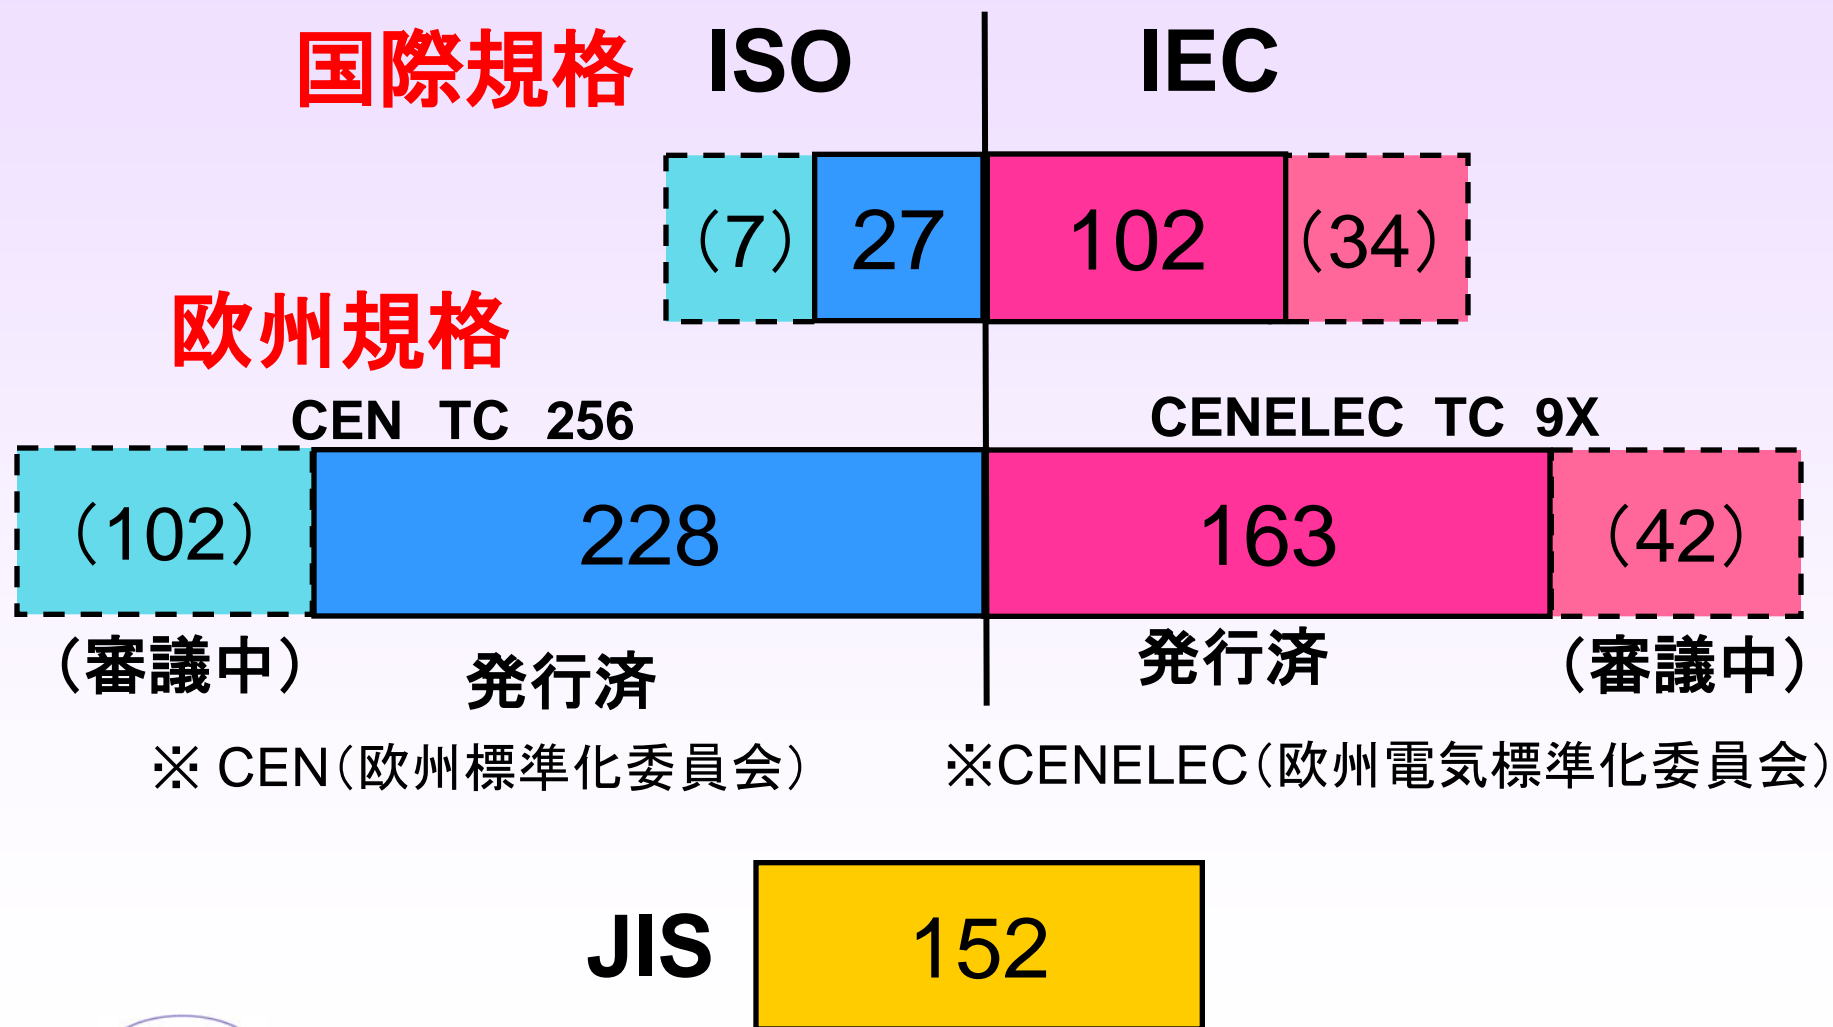 国際規格 ISO IEC
（7） 27 102 （34）
欧州規格
CEN TC 256 CENELEC TC 9X
（102） 228 163 （42）
（審議中） 発行済 発行済 （審議中）
※ CEN（欧州標準化委員会） ※CENELEC（欧州電気標準化委員会）
JIS 152